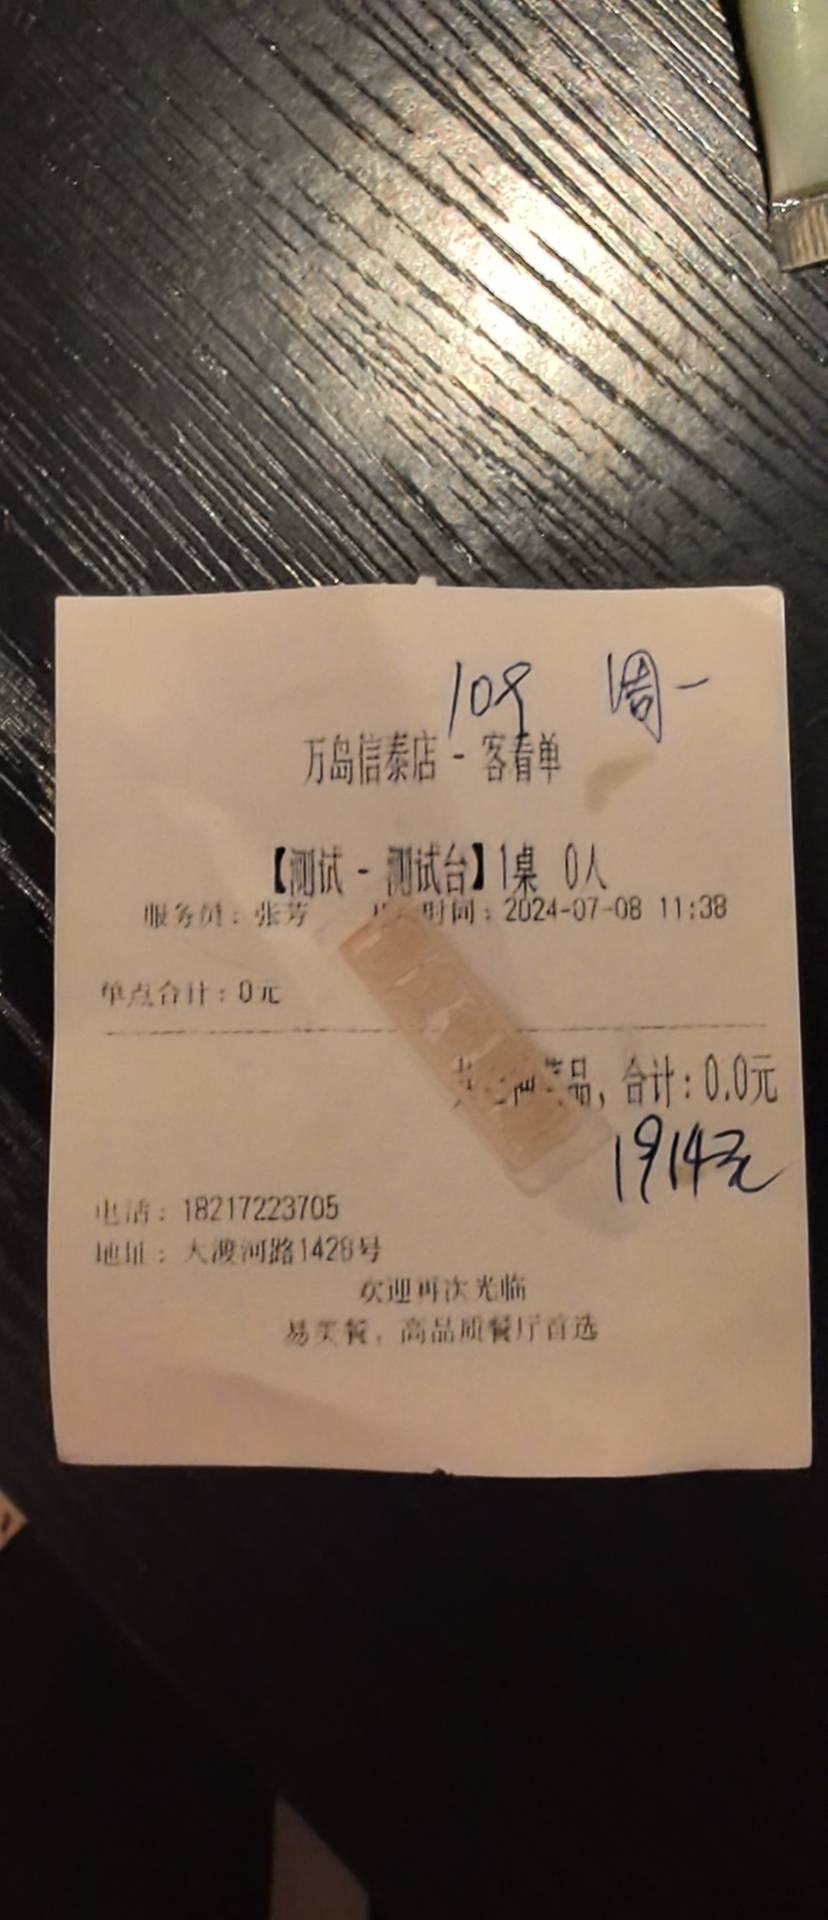 109 周一
万岛信泰店 - 客看单
【测试 - 测试台】1桌 0人
服务员：张芳 时间：2024-07-08 11:38
单点合计：0元
品, 合计：0.0元
1914元
电话：18217223705
地址：大渡河路1428号
欢迎再次光临
易美餐，高品质餐厅首选